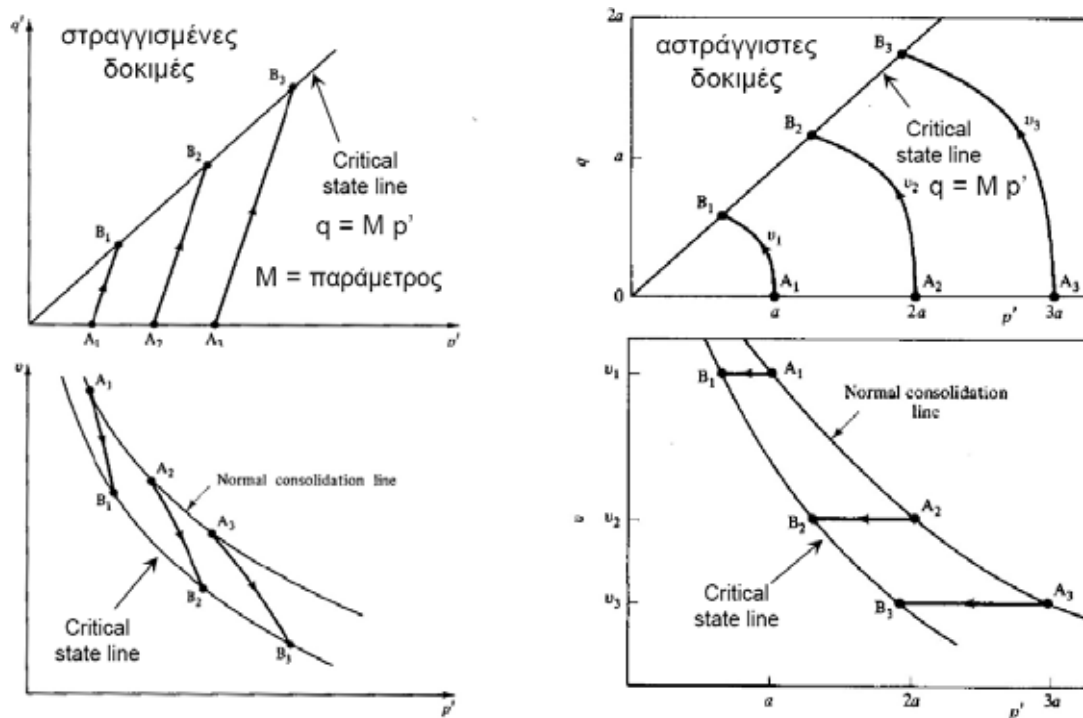 q'
στραγγισμένες
δοκιμές
B₃
B₂
Critical
state line
q = M p'
B₁
M = παράμετρος
A₁
A₂
A₃
p'
2a
αστράγγιστες
δοκιμές
B₃
B₂
Critical
state line
υ₃
q
a
υ₂
q = M p'
B₁
υ₁
0
A₁
A₂
A₃
a
p'
2a
3a
υ
A₁
A₂
Normal consolidation line
A₃
B₁
B₂
Critical
state line
B₃
p'
υ₁
B₁
A₁
Normal consolidation
line
υ
υ₂
B₂
A₂
Critical
state line
υ₃
B₃
A₃
a
2a
p'
3a